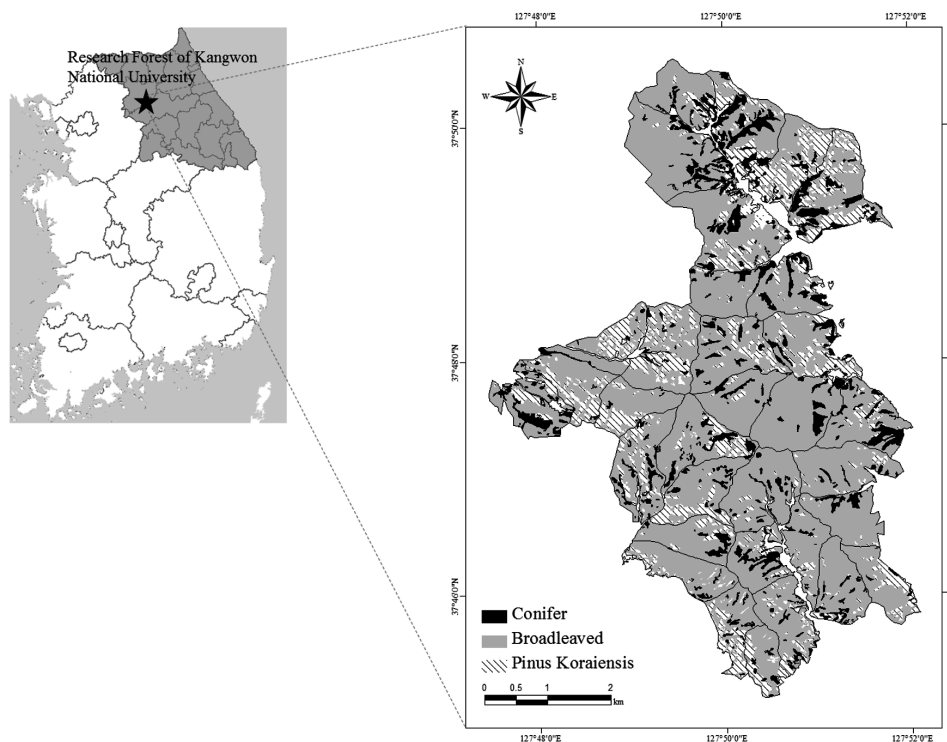 127°48'0"E 127°50'0"E 127°52'0"E
Research Forest of Kangwon
National University
N
W E
S
37°50'0"N
37°48'0"N
37°46'0"N
Conifer
Broadleaved
Pinus Koraiensis
0 0.5 1 2
km
127°48'0"E 127°50'0"E 127°52'0"E